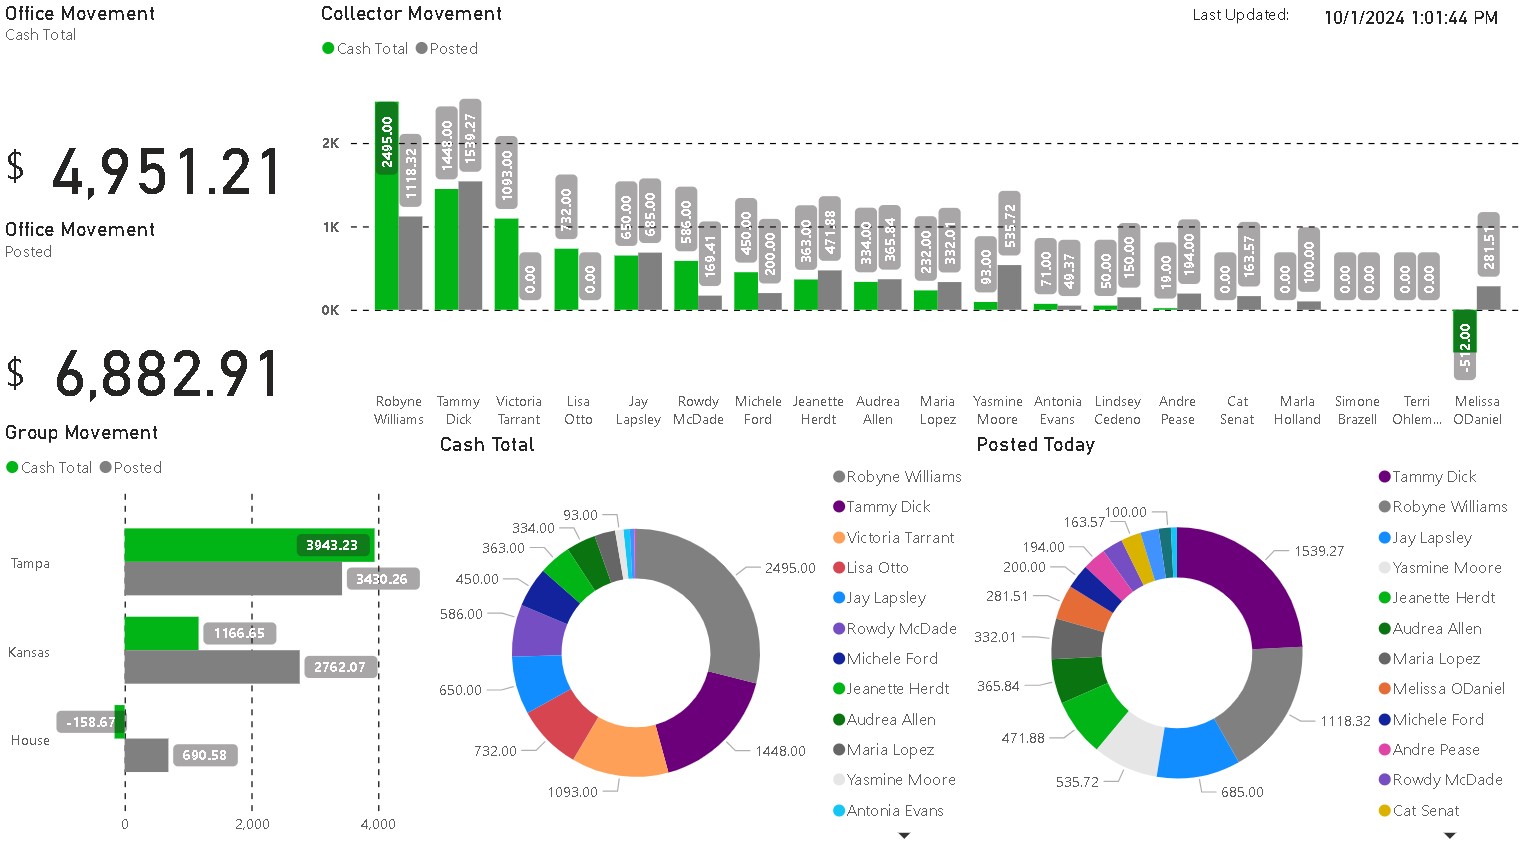 Office Movement
Cash Total
$ 4,951.21
Office Movement
Posted
$ 6,882.91
Collector Movement
Cash Total Posted
Last Updated: 10/1/2024 1:01:44 PM
2K
1K
0K
2495.00 1118.32
1448.00 1539.27
1093.00 0.00
732.00 0.00
650.00 685.00
586.00 169.41
450.00 200.00
363.00 471.88
334.00 365.84
232.00 332.01
93.00 535.72
71.00 49.37
50.00 150.00
19.00 194.00
0.00 163.57
0.00 100.00
0.00 0.00
0.00 0.00
-512.00 281.51
Robyne Williams
Tammy Dick
Victoria Tarrant
Lisa Otto
Jay Lapsley
Rowdy McDade
Michele Ford
Jeanette Herdt
Audrea Allen
Maria Lopez
Yasmine Moore
Antonia Evans
Lindsey Cedeno
Andre Pease
Cat Senat
Marla Holland
Simone Brazell
Terri Ohlem...
Melissa ODaniel
Group Movement
Cash Total Posted
Tampa
3943.23
3430.26
Kansas
1166.65
2762.07
House
-158.67
690.58
0 2,000 4,000
Cash Total
93.00
334.00
363.00
450.00
586.00
650.00
732.00
1093.00
1448.00
2495.00
Robyne Williams
Tammy Dick
Victoria Tarrant
Lisa Otto
Jay Lapsley
Rowdy McDade
Michele Ford
Jeanette Herdt
Audrea Allen
Maria Lopez
Yasmine Moore
Antonia Evans
Posted Today
100.00
163.57
194.00
200.00
281.51
332.01
365.84
471.88
535.72
685.00
1118.32
1539.27
Tammy Dick
Robyne Williams
Jay Lapsley
Yasmine Moore
Jeanette Herdt
Audrea Allen
Maria Lopez
Melissa ODaniel
Michele Ford
Andre Pease
Rowdy McDade
Cat Senat